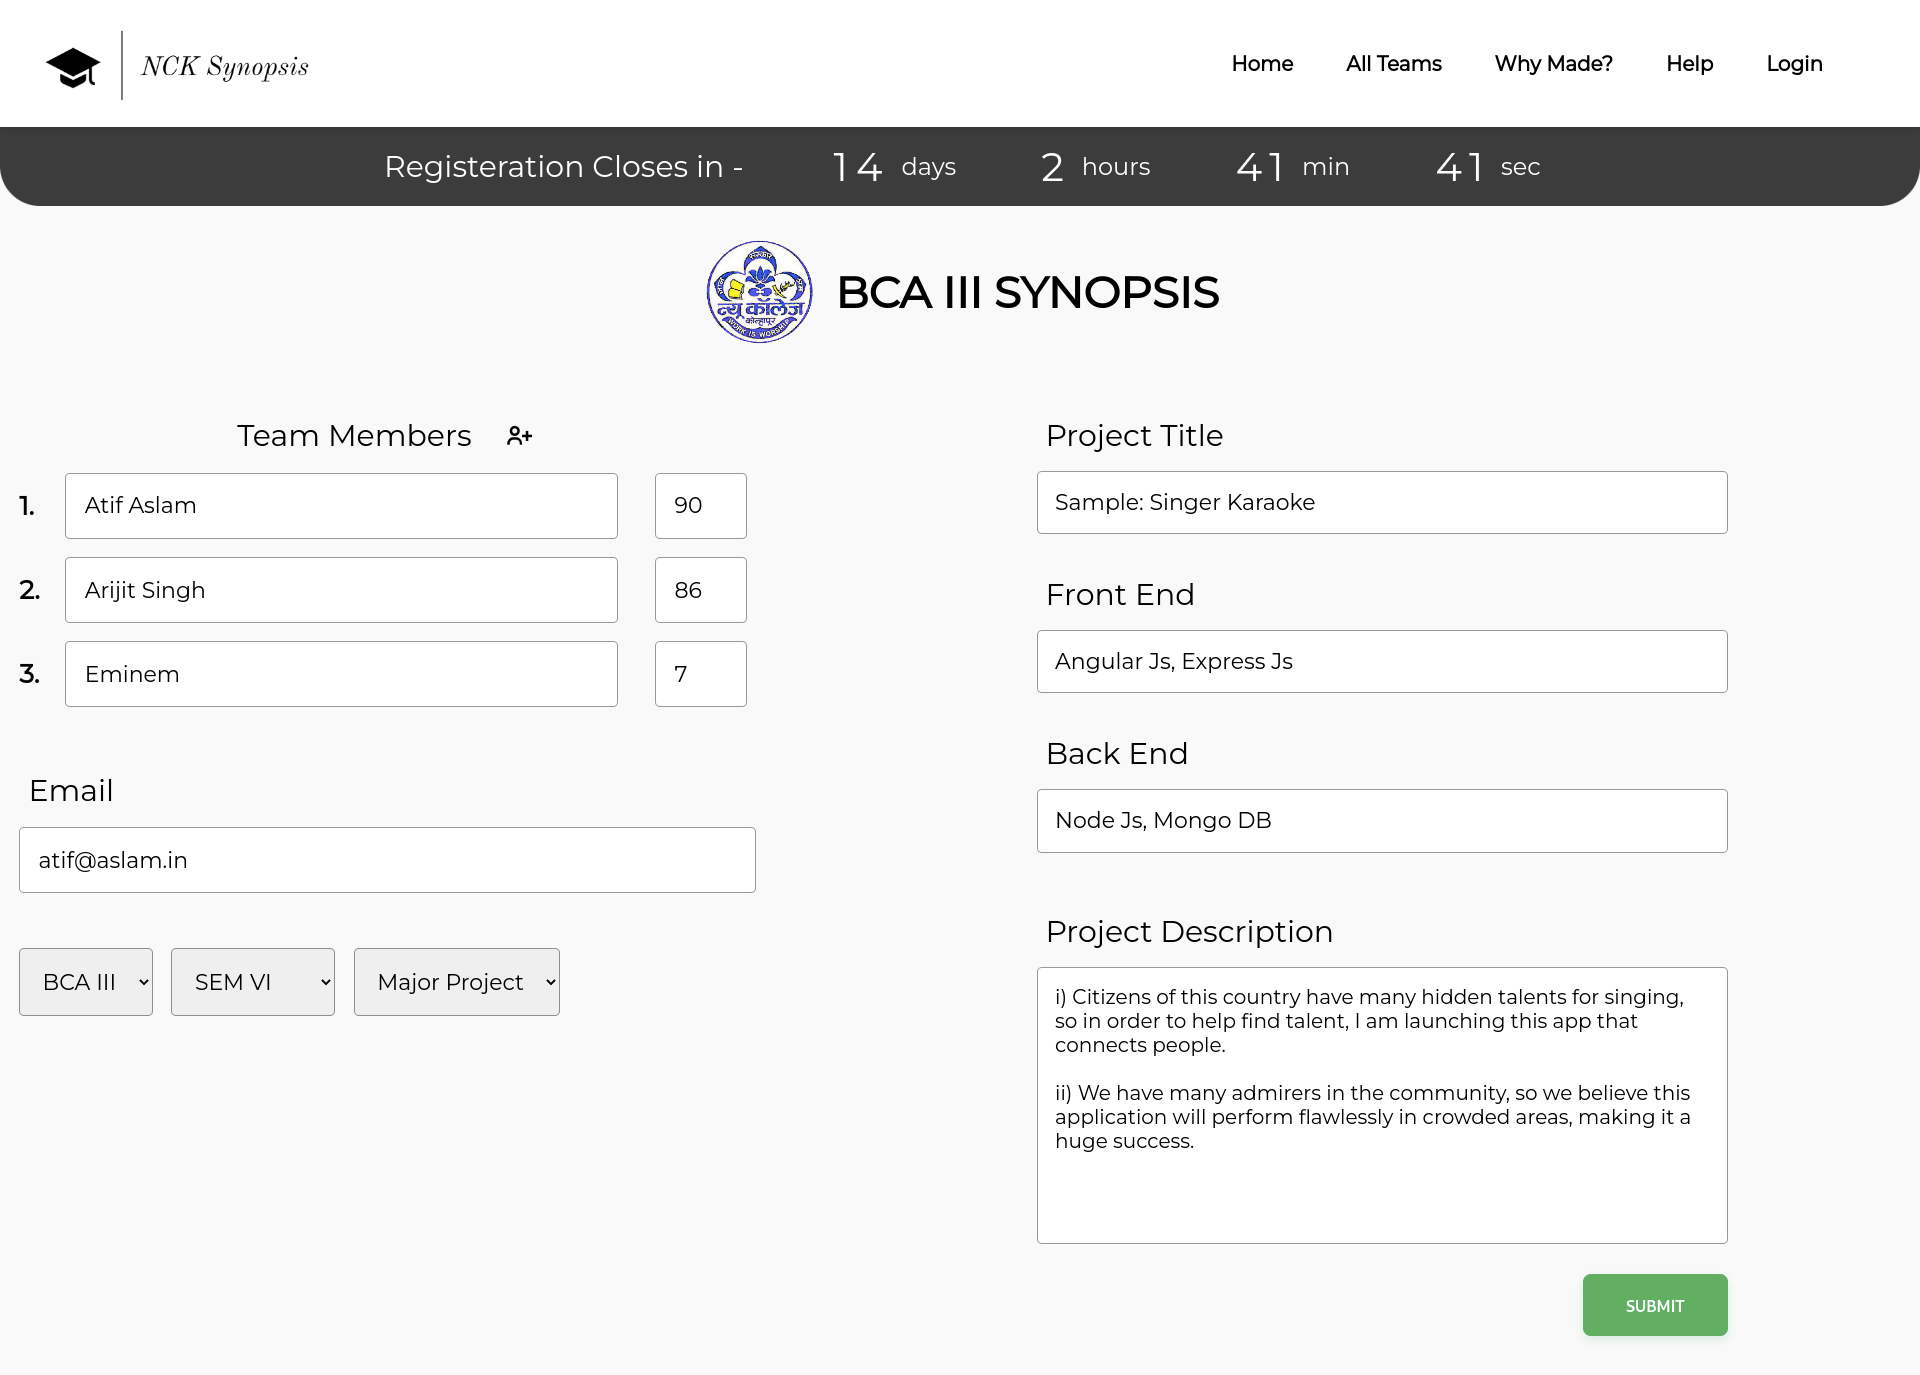 NCK Synopsis
Home
All Teams
Why Made?
Help
Login
Registeration Closes in -
14 days
2 hours
41 min
41 sec
न्यू कॉलेज
कोल्हापूर
WORK IS WORSHIP
BCA III SYNOPSIS
Team Members
1. Atif Aslam 90
2. Arijit Singh 86
3. Eminem 7
Email
atif@aslam.in
BCA III
SEM VI
Major Project
Project Title
Sample: Singer Karaoke
Front End
Angular Js, Express Js
Back End
Node Js, Mongo DB
Project Description
i) Citizens of this country have many hidden talents for singing,
so in order to help find talent, I am launching this app that
connects people.
ii) We have many admirers in the community, so we believe this
application will perform flawlessly in crowded areas, making it a
huge success.
SUBMIT